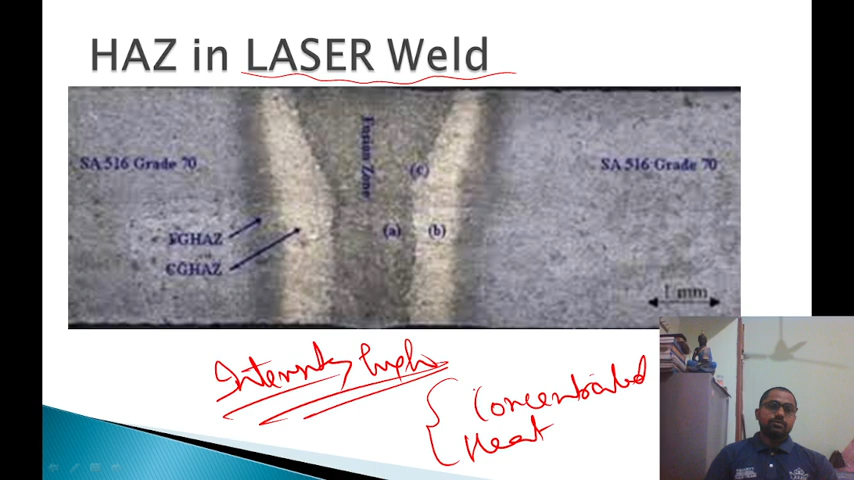 HAZ in LASER Weld
Fusion Zone
SA 516 Grade 70
SA 516 Grade 70
(c)
(a)
(b)
FGHAZ
CGHAZ
1 mm
Intensity high
Concentrated
Heat